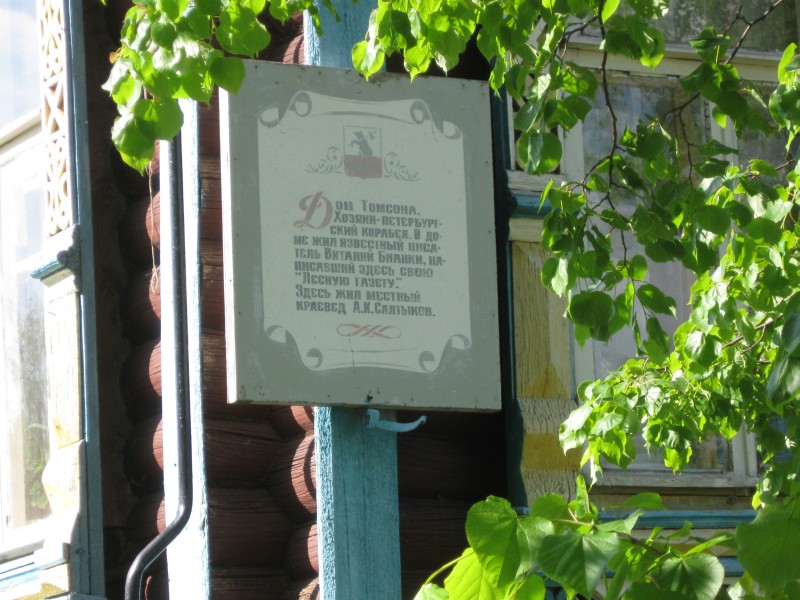 Дом Томсона.
Хозяин-петербург-
ский корабел. В до-
ме жил известный писа-
тель Виталий Бианки, на-
писавший здесь свою
"Лесную газету."
Здесь жил местный
краевед А.К.Салтыков.